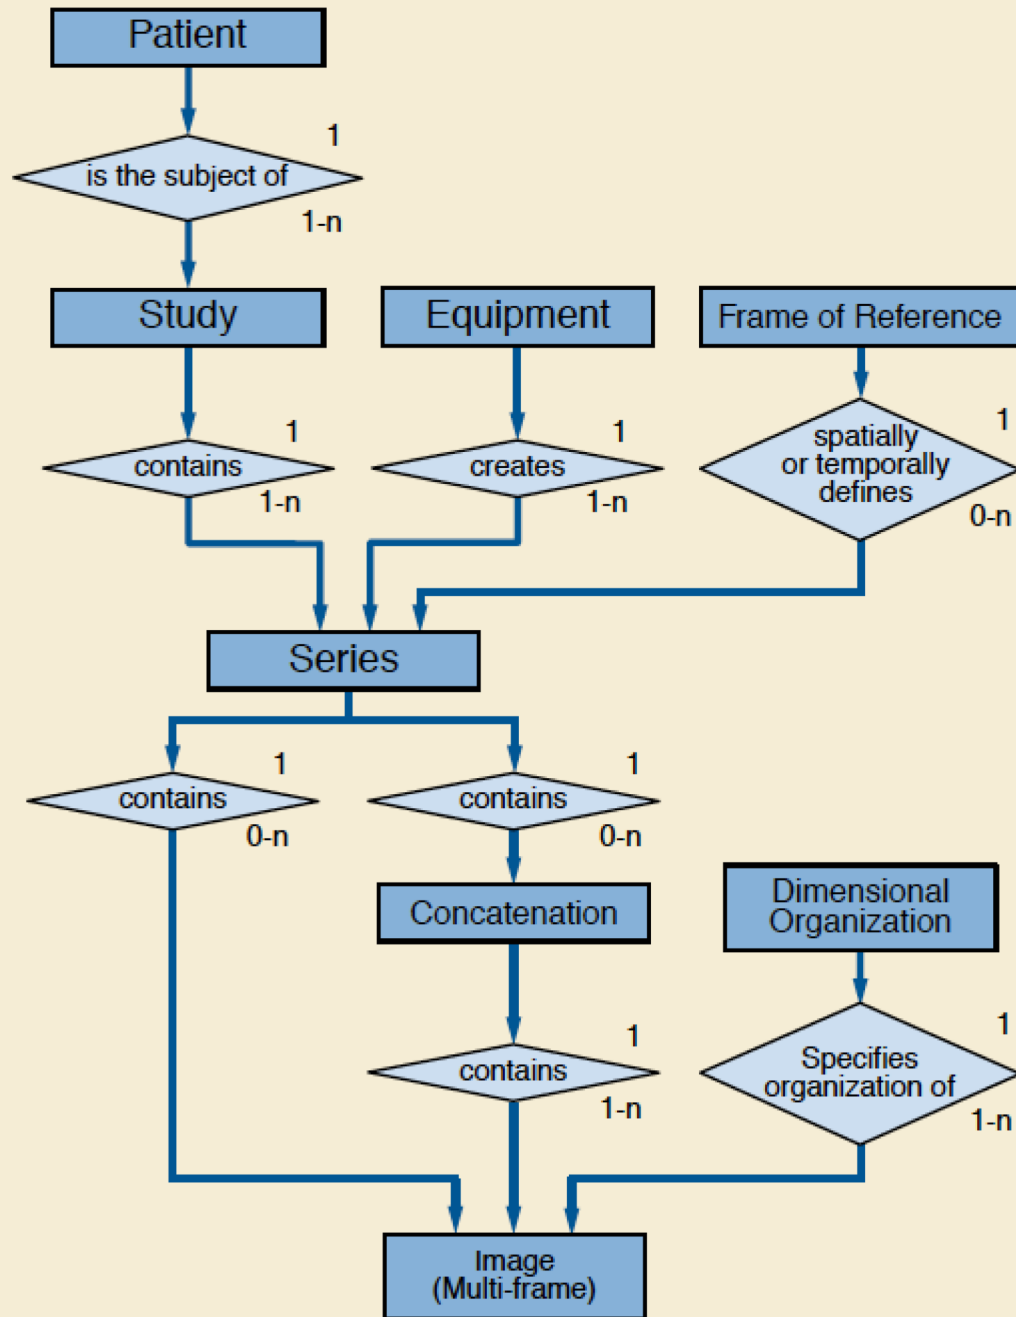 Patient
1
is the subject of
1-n
Study
Equipment
Frame of Reference
1
contains
1-n
1
creates
1-n
1
spatially
or temporally
defines
0-n
Series
1
contains
0-n
1
contains
0-n
Concatenation
Dimensional
Organization
1
contains
1-n
1
Specifies
organization of
1-n
Image
(Multi-frame)